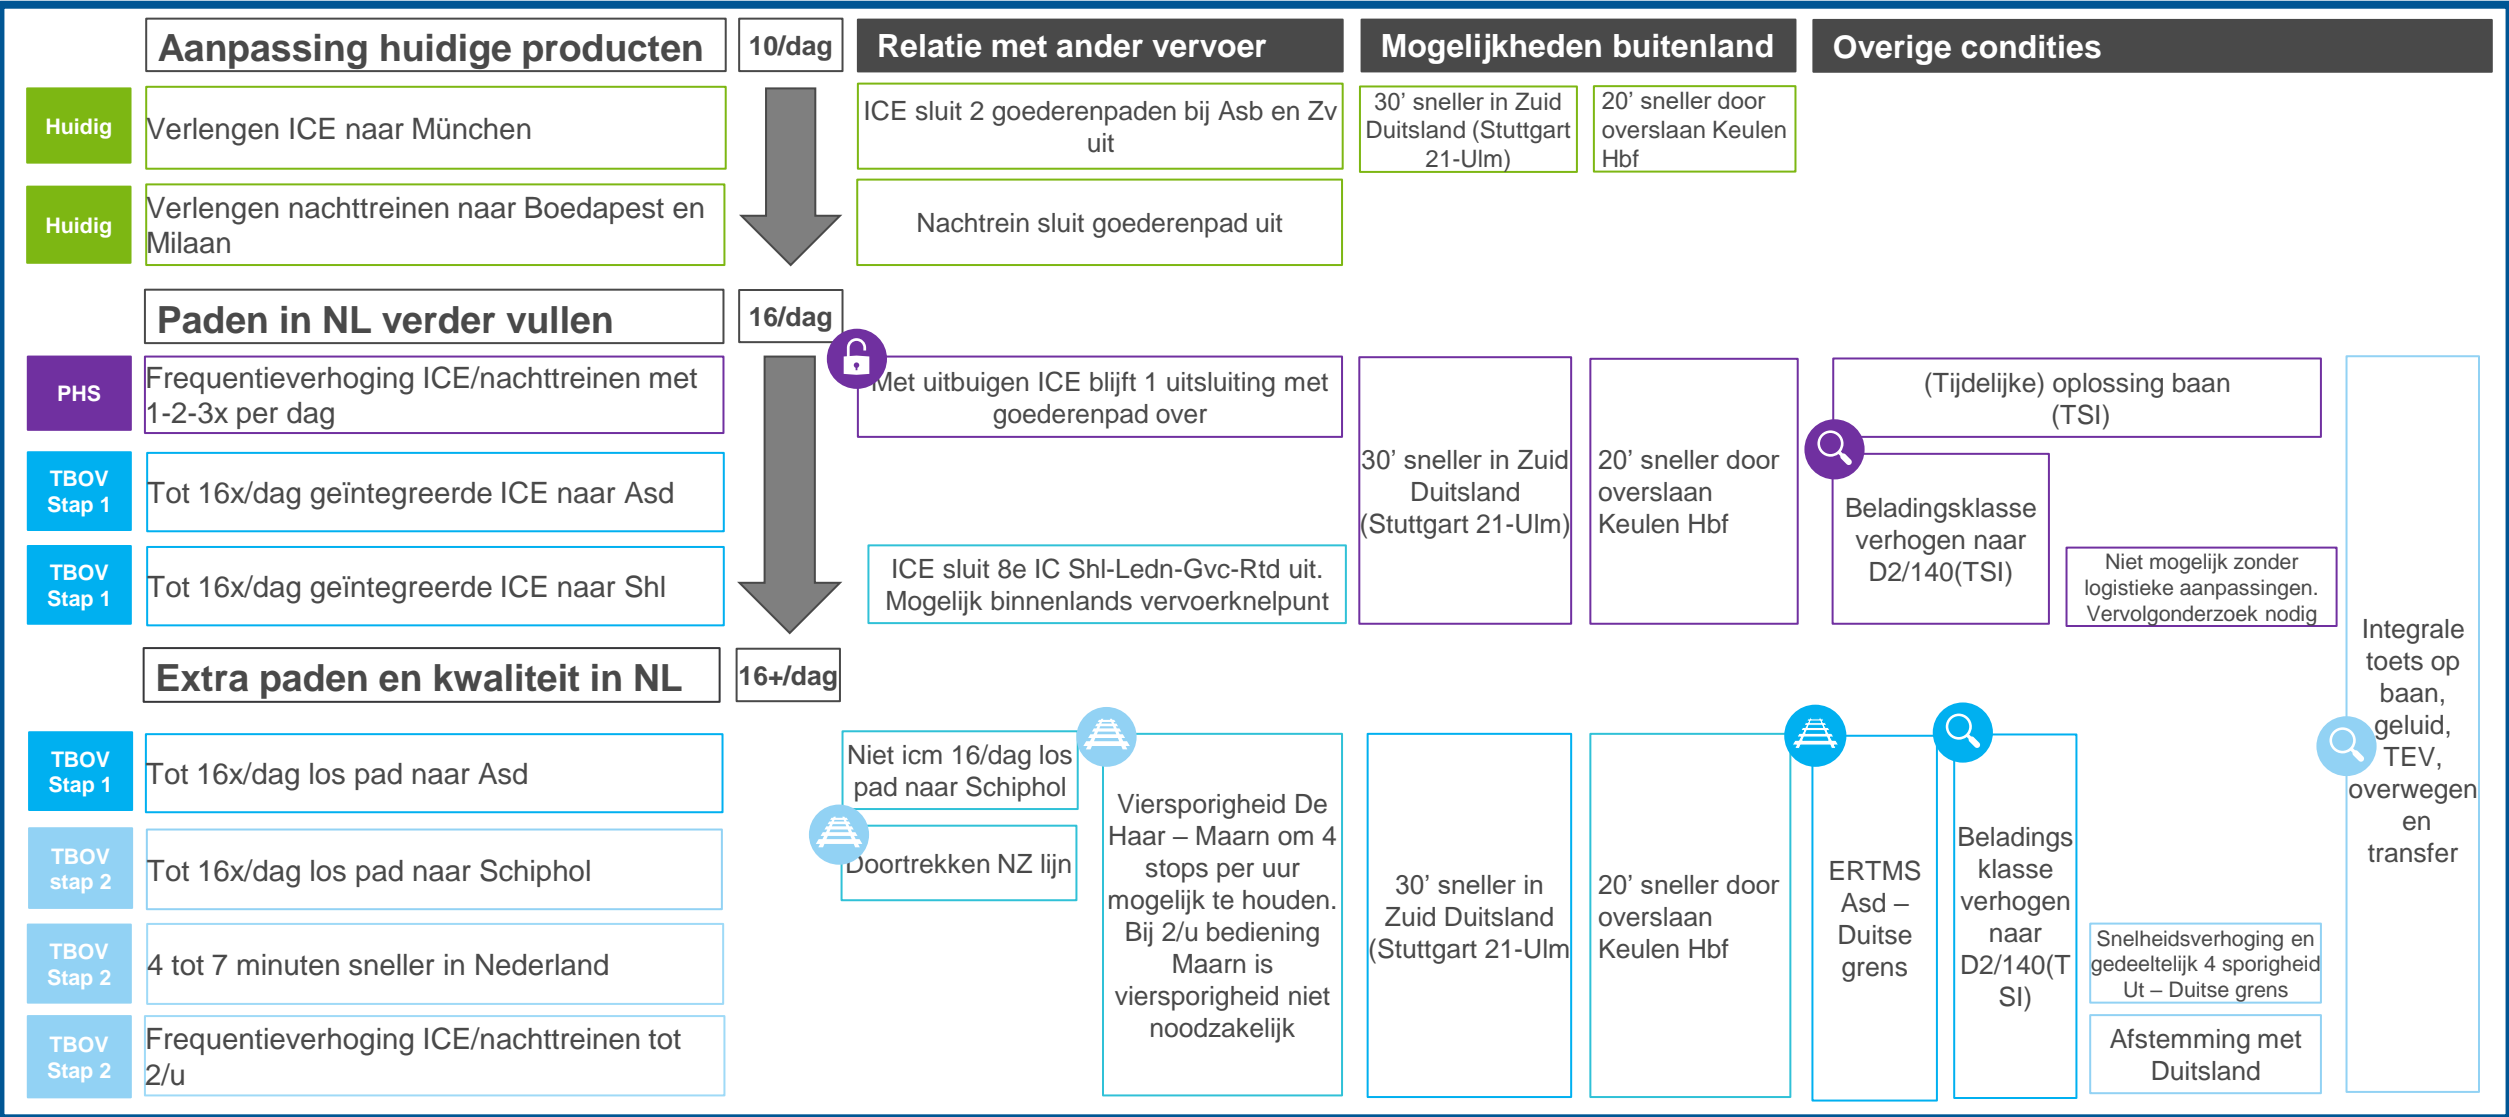 Aanpassing huidige producten
10/dag
Relatie met ander vervoer
Mogelijkheden buitenland
Overige condities
Huidig
Verlengen ICE naar München
ICE sluit 2 goederenpaden bij Asb en Zv
uit
30’ sneller in Zuid
Duitsland (Stuttgart
21-Ulm)
20’ sneller door
overslaan Keulen
Hbf
Huidig
Verlengen nachttreinen naar Boedapest en
Milaan
Nachtrein sluit goederenpad uit
Paden in NL verder vullen
16/dag
PHS
Frequentieverhoging ICE/nachttreinen met
1-2-3x per dag
Met uitbuigen ICE blijft 1 uitsluiting met
goederenpad over
30’ sneller in Zuid
Duitsland
(Stuttgart 21-Ulm)
20’ sneller door
overslaan
Keulen Hbf
(Tijdelijke) oplossing baan
(TSI)
TBOV
Stap 1
Tot 16x/dag geïntegreerde ICE naar Asd
Beladingsklasse
verhogen naar
D2/140(TSI)
TBOV
Stap 1
Tot 16x/dag geïntegreerde ICE naar Shl
ICE sluit 8e IC Shl-Ledn-Gvc-Rtd uit.
Mogelijk binnenlands vervoerknelpunt
Niet mogelijk zonder
logistieke aanpassingen.
Vervolgonderzoek nodig
Integrale
toets op
baan,
geluid,
TEV,
overwegen
en
transfer
Extra paden en kwaliteit in NL
16+/dag
TBOV
Stap 1
Tot 16x/dag los pad naar Asd
Niet icm 16/dag los
pad naar Schiphol
Viersporigheid De
Haar – Maarn om 4
stops per uur
mogelijk te houden.
Bij 2/u bediening
Maarn is
viersporigheid niet
noodzakelijk
30’ sneller in
Zuid Duitsland
(Stuttgart 21-Ulm
20’ sneller door
overslaan
Keulen Hbf
ERTMS
Asd –
Duitse
grens
Beladings
klasse
verhogen
naar
D2/140(T
SI)
TBOV
stap 2
Tot 16x/dag los pad naar Schiphol
Doortrekken NZ lijn
TBOV
Stap 2
4 tot 7 minuten sneller in Nederland
Snelheidsverhoging en
gedeeltelijk 4 sporigheid
Ut – Duitse grens
TBOV
Stap 2
Frequentieverhoging ICE/nachttreinen tot
2/u
Afstemming met
Duitsland